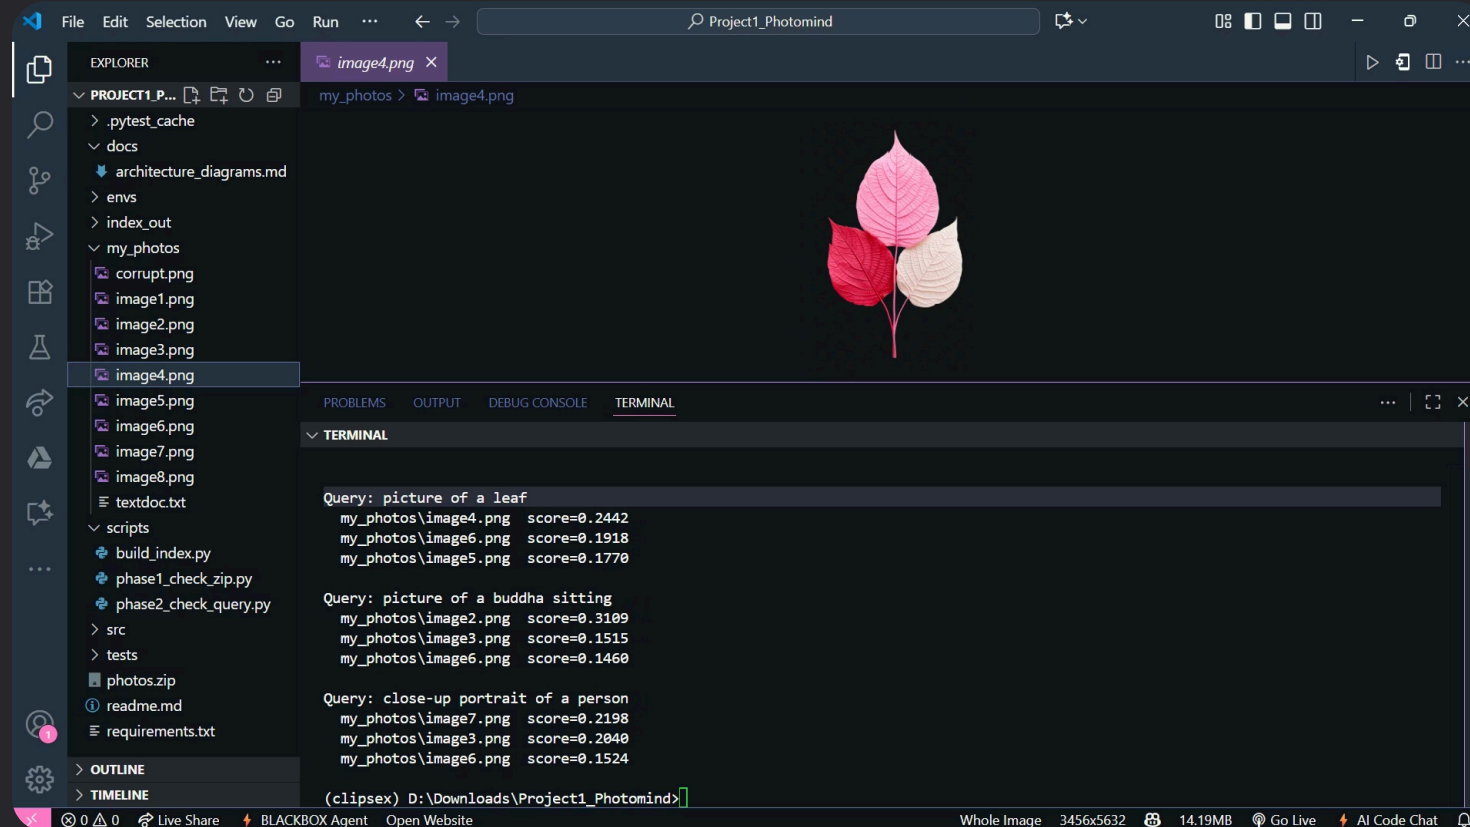 File Edit Selection View Go Run ··· Project1_Photomind
EXPLORER ···
PROJECT1_P...
.pytest_cache
docs
architecture_diagrams.md
envs
index_out
my_photos
corrupt.png
image1.png
image2.png
image3.png
image4.png
image5.png
image6.png
image7.png
image8.png
textdoc.txt
scripts
build_index.py
phase1_check_zip.py
phase2_check_query.py
src
tests
photos.zip
readme.md
requirements.txt
OUTLINE
TIMELINE
1
image4.png
my_photos > image4.png
PROBLEMS OUTPUT DEBUG CONSOLE TERMINAL
TERMINAL
Query: picture of a leaf
my_photos\image4.png score=0.2442
my_photos\image6.png score=0.1918
my_photos\image5.png score=0.1770
Query: picture of a buddha sitting
my_photos\image2.png score=0.3109
my_photos\image3.png score=0.1515
my_photos\image6.png score=0.1460
Query: close-up portrait of a person
my_photos\image7.png score=0.2198
my_photos\image3.png score=0.2040
my_photos\image6.png score=0.1524
(clipsex) D:\Downloads\Project1_Photomind>
0 0 Live Share BLACKBOX Agent Open Website Whole Image 3456x5632 14.19MB Go Live AI Code Chat